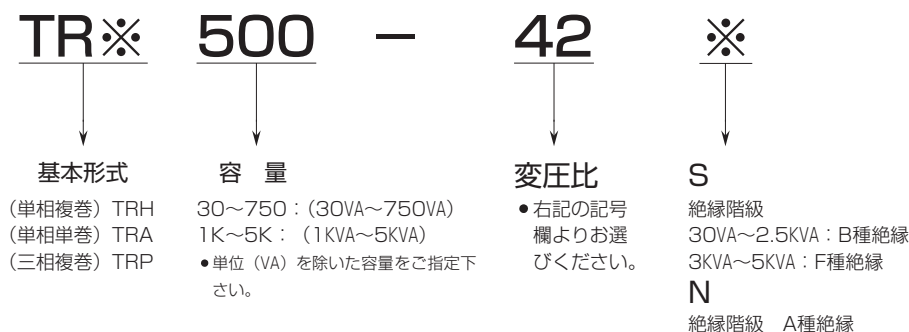 TR※ 500 － 42 ※
基本形式
（単相複巻）TRH
（単相単巻）TRA
（三相複巻）TRP
容　量
30〜750：（30VA〜750VA）
1K〜5K：（1KVA〜5KVA）
●単位（VA）を除いた容量をご指定下
さい。
変圧比
●右記の記号
欄よりお選
びください。
S
絶縁階級
30VA〜2.5KVA：B種絶縁
3KVA〜5KVA：F種絶縁
N
絶縁階級　A種絶縁